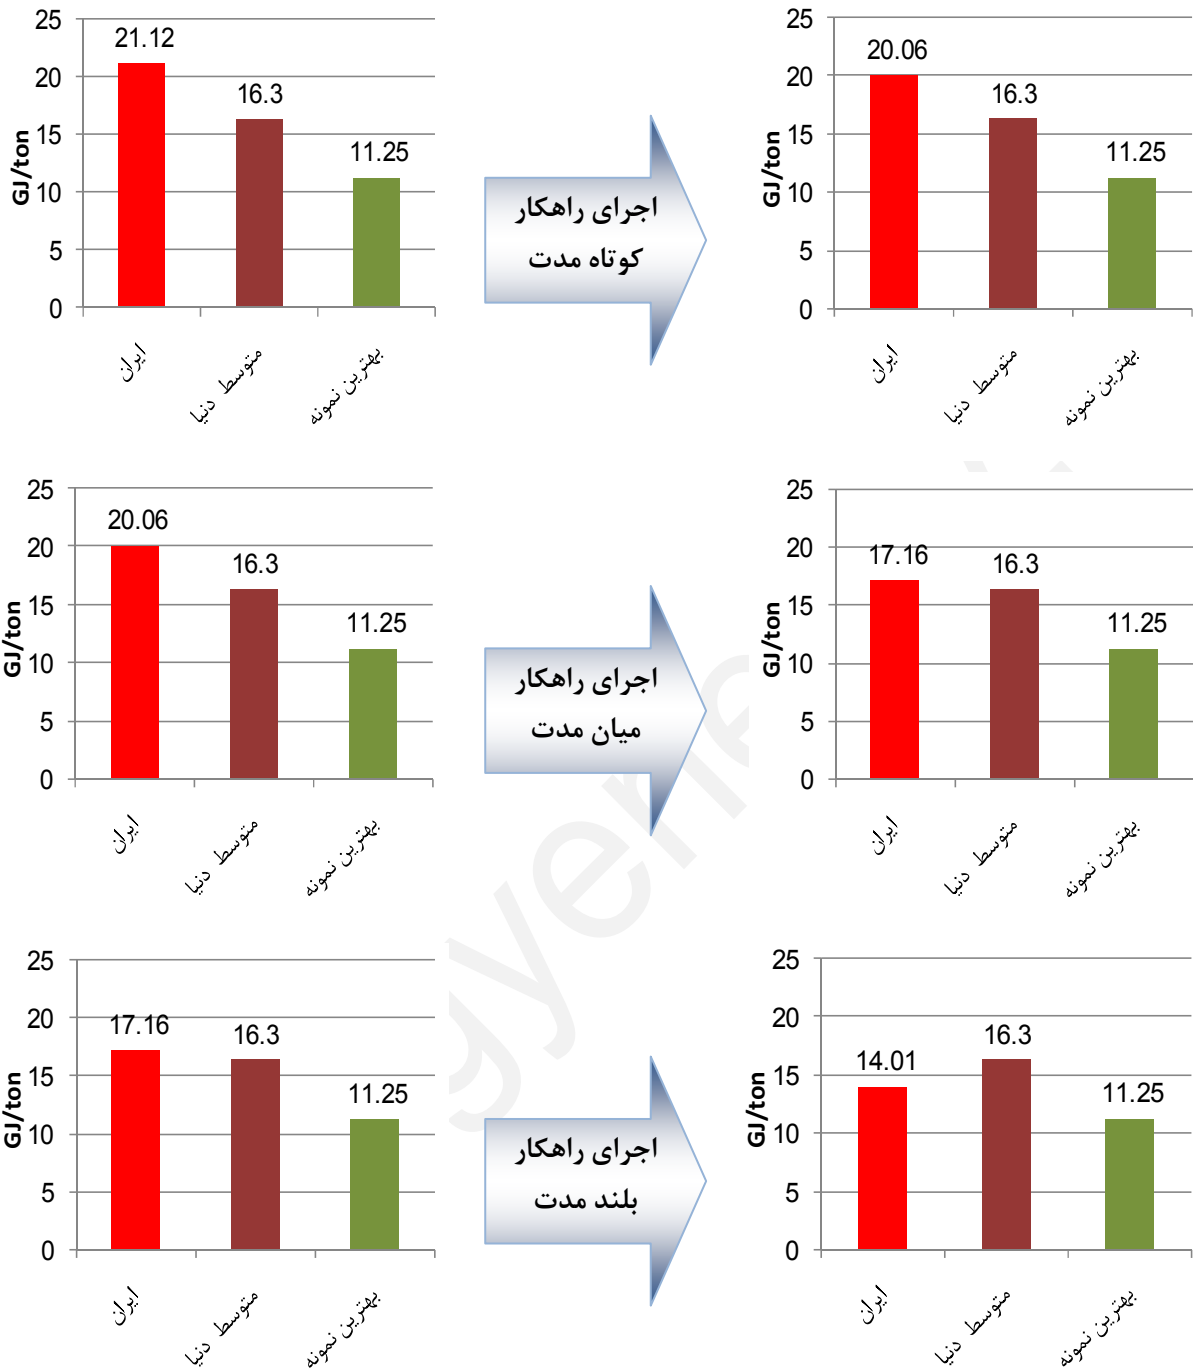 25
20
15
10
5
0
GJ/ton
21.12
16.3
11.25
ایران
متوسط دنیا
بهترین نمونه
اجرای راهکار
کوتاه مدت
25
20
15
10
5
0
GJ/ton
20.06
16.3
11.25
ایران
متوسط دنیا
بهترین نمونه
25
20
15
10
5
0
GJ/ton
20.06
16.3
11.25
ایران
متوسط دنیا
بهترین نمونه
اجرای راهکار
میان مدت
25
20
15
10
5
0
GJ/ton
17.16
16.3
11.25
ایران
متوسط دنیا
بهترین نمونه
25
20
15
10
5
0
GJ/ton
17.16
16.3
11.25
ایران
متوسط دنیا
بهترین نمونه
اجرای راهکار
بلند مدت
25
20
15
10
5
0
GJ/ton
14.01
16.3
11.25
ایران
متوسط دنیا
بهترین نمونه